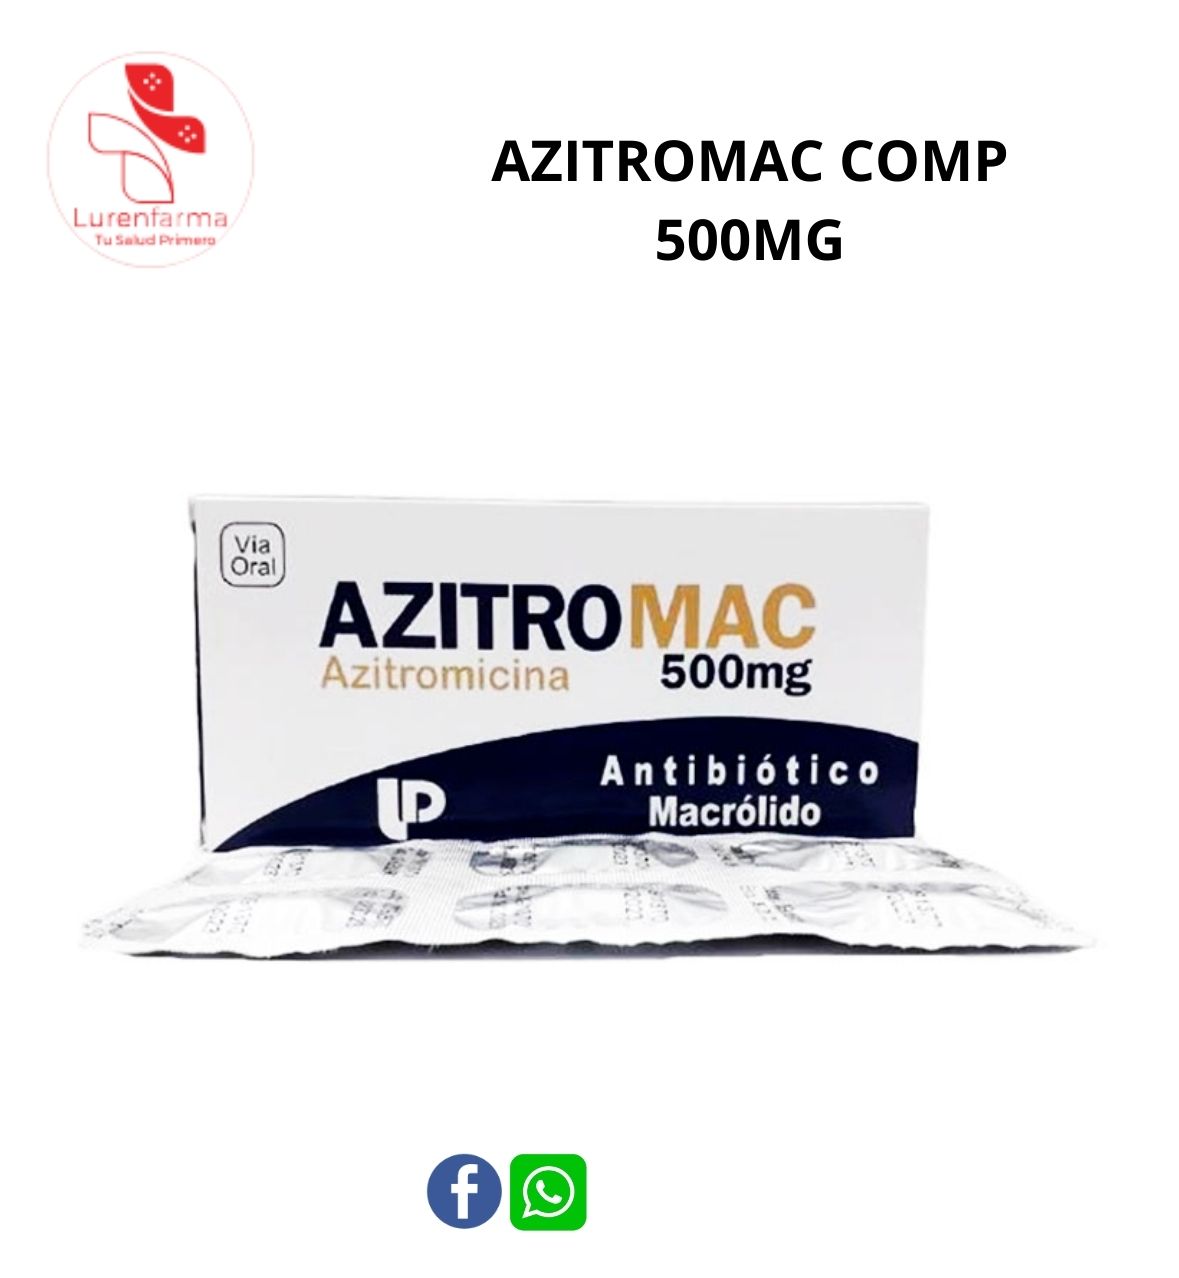 Lurenfarma
Tu Salud Primero
AZITROMAC COMP
500MG
Via
Oral
AZITROMAC
Azitromicina
500mg
Antibiótico
Macrólido